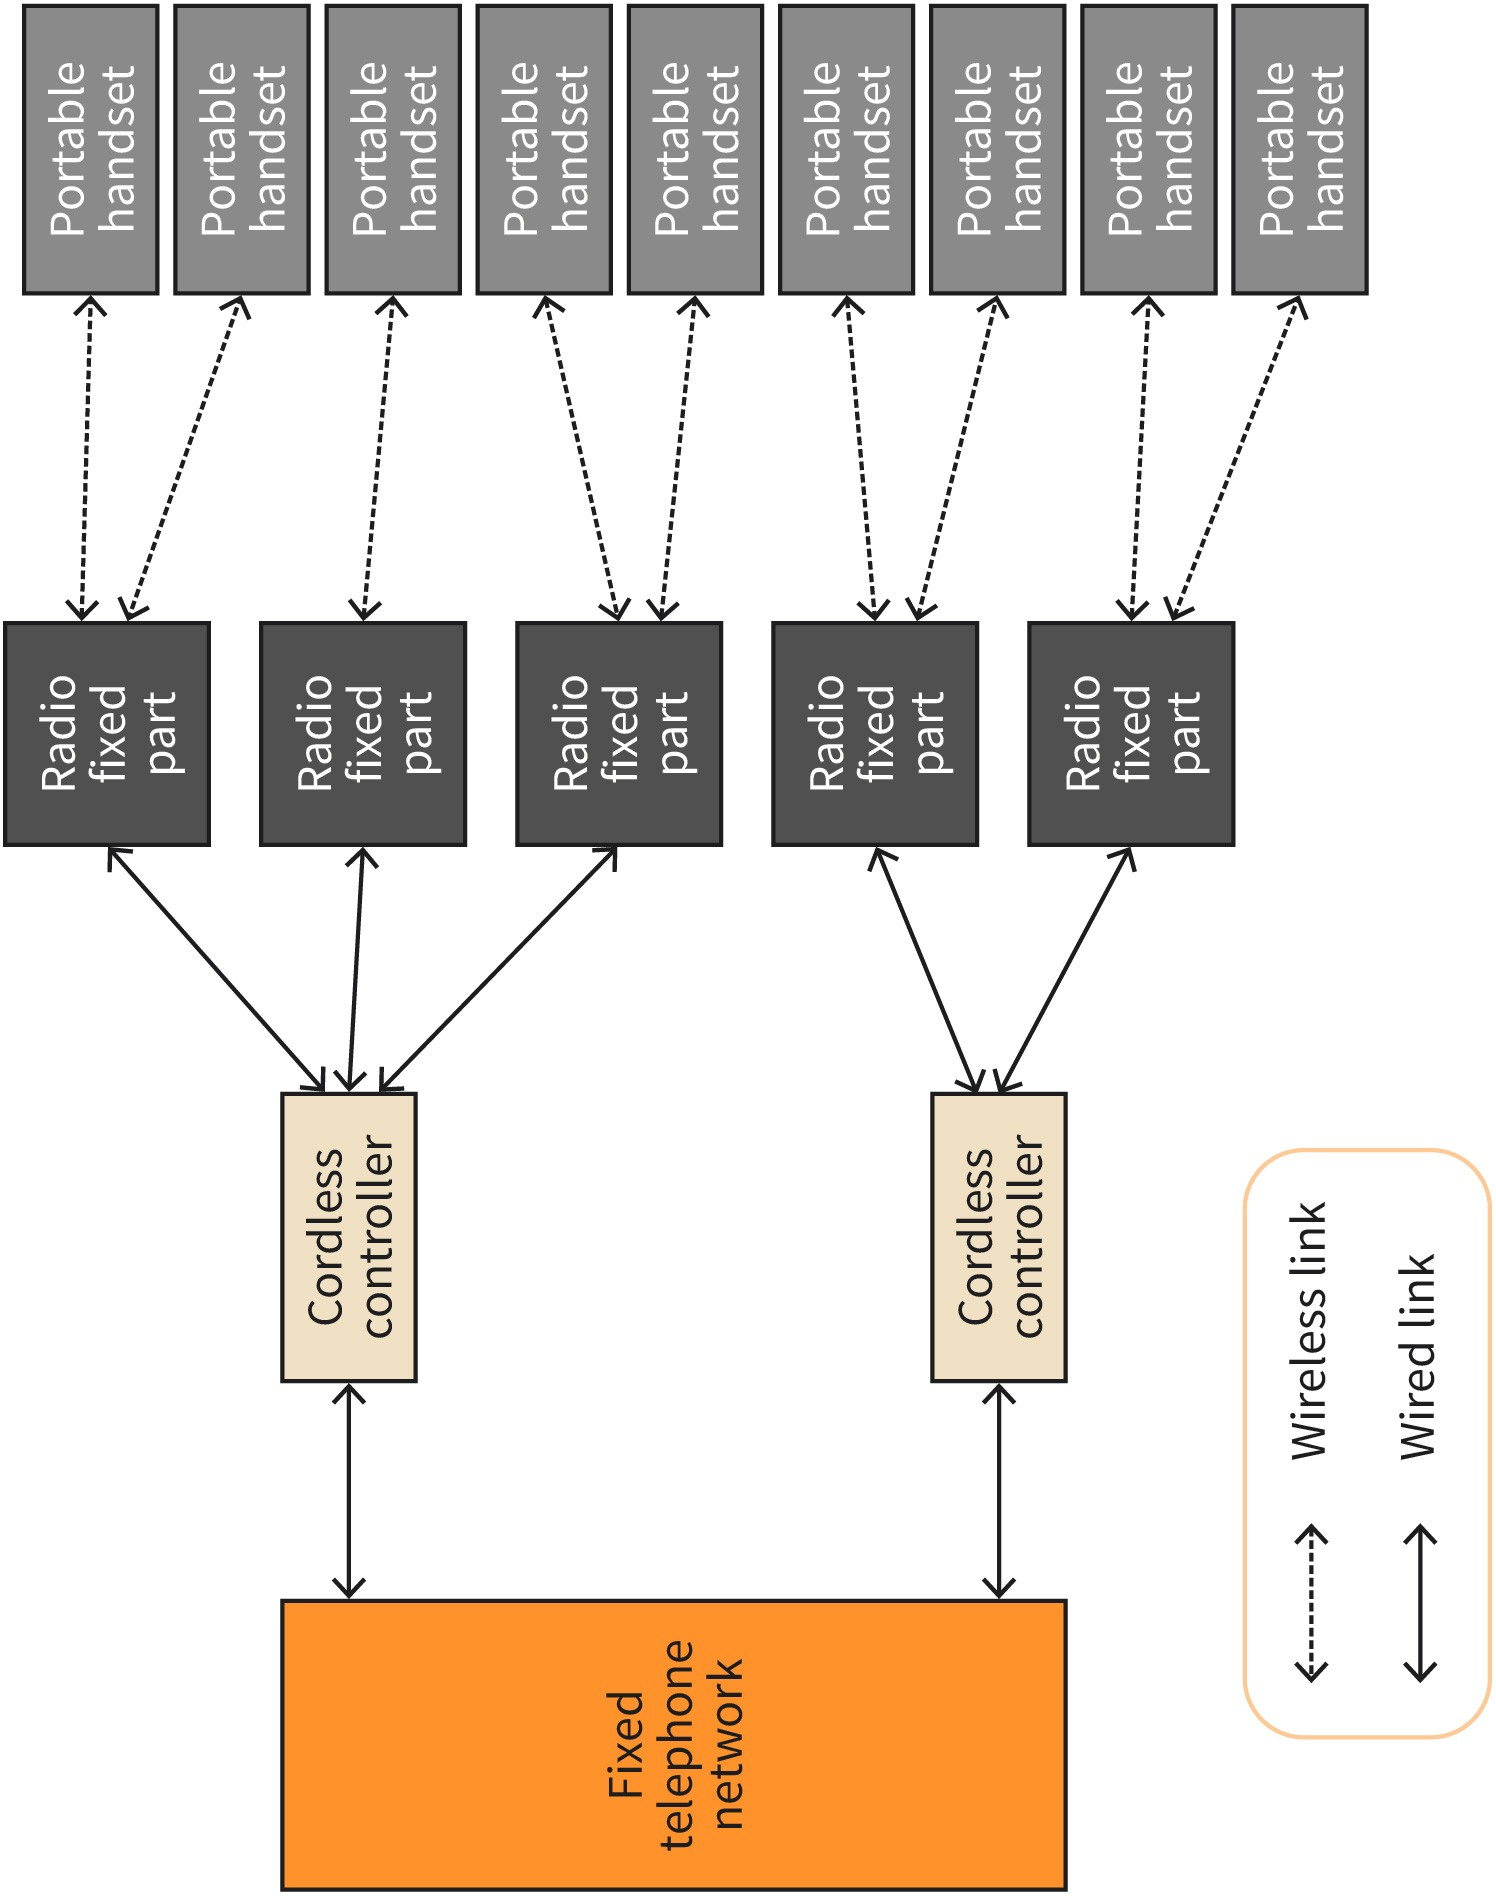 Portable
handset
Portable
handset
Portable
handset
Portable
handset
Portable
handset
Portable
handset
Portable
handset
Portable
handset
Portable
handset
Radio
fixed
part
Radio
fixed
part
Radio
fixed
part
Radio
fixed
part
Radio
fixed
part
Cordless
controller
Cordless
controller
Fixed
telephone
network
Wireless link
Wired link